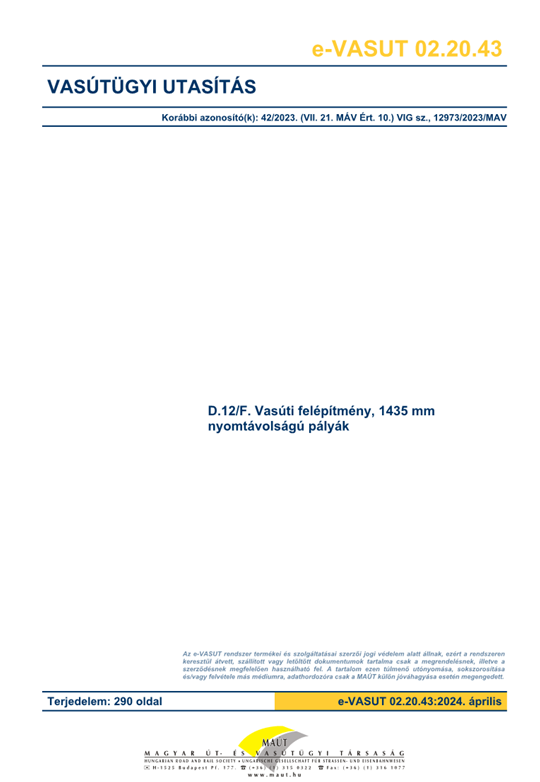 e-VASUT 02.20.43
VASÚTÜGYI UTASÍTÁS
Korábbi azonosító(k): 42/2023. (VII. 21. MÁV Ért. 10.) VIG sz., 12973/2023/MAV
D.12/F. Vasúti felépítmény, 1435 mm
nyomtávolságú pályák
Az e-VASUT rendszer termékei és szolgáltatásai szerzői jogi védelem alatt állnak, ezért a rendszeren
keresztül átvett, szállított vagy letöltött dokumentumok tartalma csak a megrendelésnek, illetve a
szerződésnek megfelelően használható fel. A tartalom ezen túlmenő utánnyomása, sokszorosítása
és/vagy felvétele más médiumra, adathordozóra csak a MAÚT külön jóváhagyása esetén megengedett.
Terjedelem: 290 oldal
e-VASUT 02.20.43:2024. április
MAÚT
MAGYAR ÚT- ÉS VASÚTÜGYI TÁRSASÁG
HUNGARIAN ROAD AND RAIL SOCIETY • UNGARISCHE GESELLSCHAFT FÜR STRASSEN- UND EISENBAHNWESEN
H-1525 Budapest Pf. 177. ☎ (+36) (1) 315 0322 ☎ Fax: (+36) (1) 316 1077
www.maut.hu